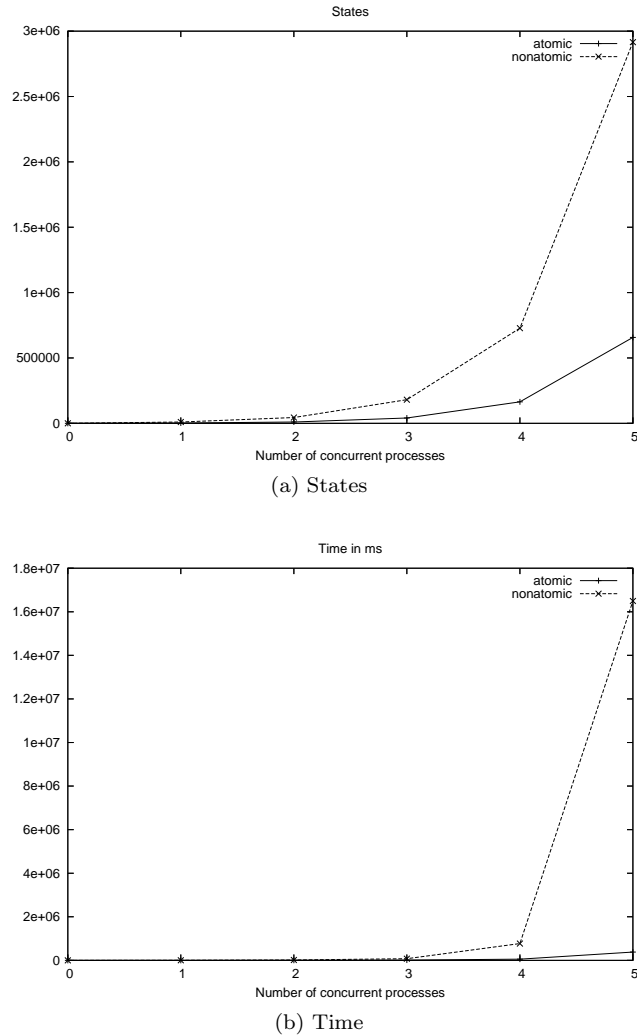 States
3e+06
atomic
nonatomic
2.5e+06
2e+06
1.5e+06
1e+06
500000
0
0 1 2 3 4 5
Number of concurrent processes
(a) States
Time in ms
1.8e+07
atomic
nonatomic
1.6e+07
1.4e+07
1.2e+07
1e+07
8e+06
6e+06
4e+06
2e+06
0
0 1 2 3 4 5
Number of concurrent processes
(b) Time